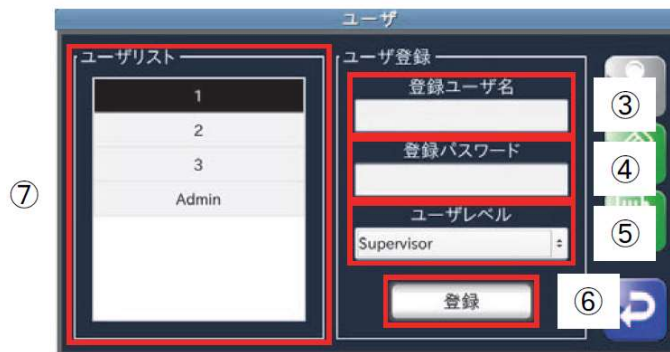 ユーザ
ユーザリスト
1
2
3
Admin
ユーザ登録
登録ユーザ名
登録パスワード
ユーザレベル
Supervisor
登録
③
④
⑤
⑥
⑦